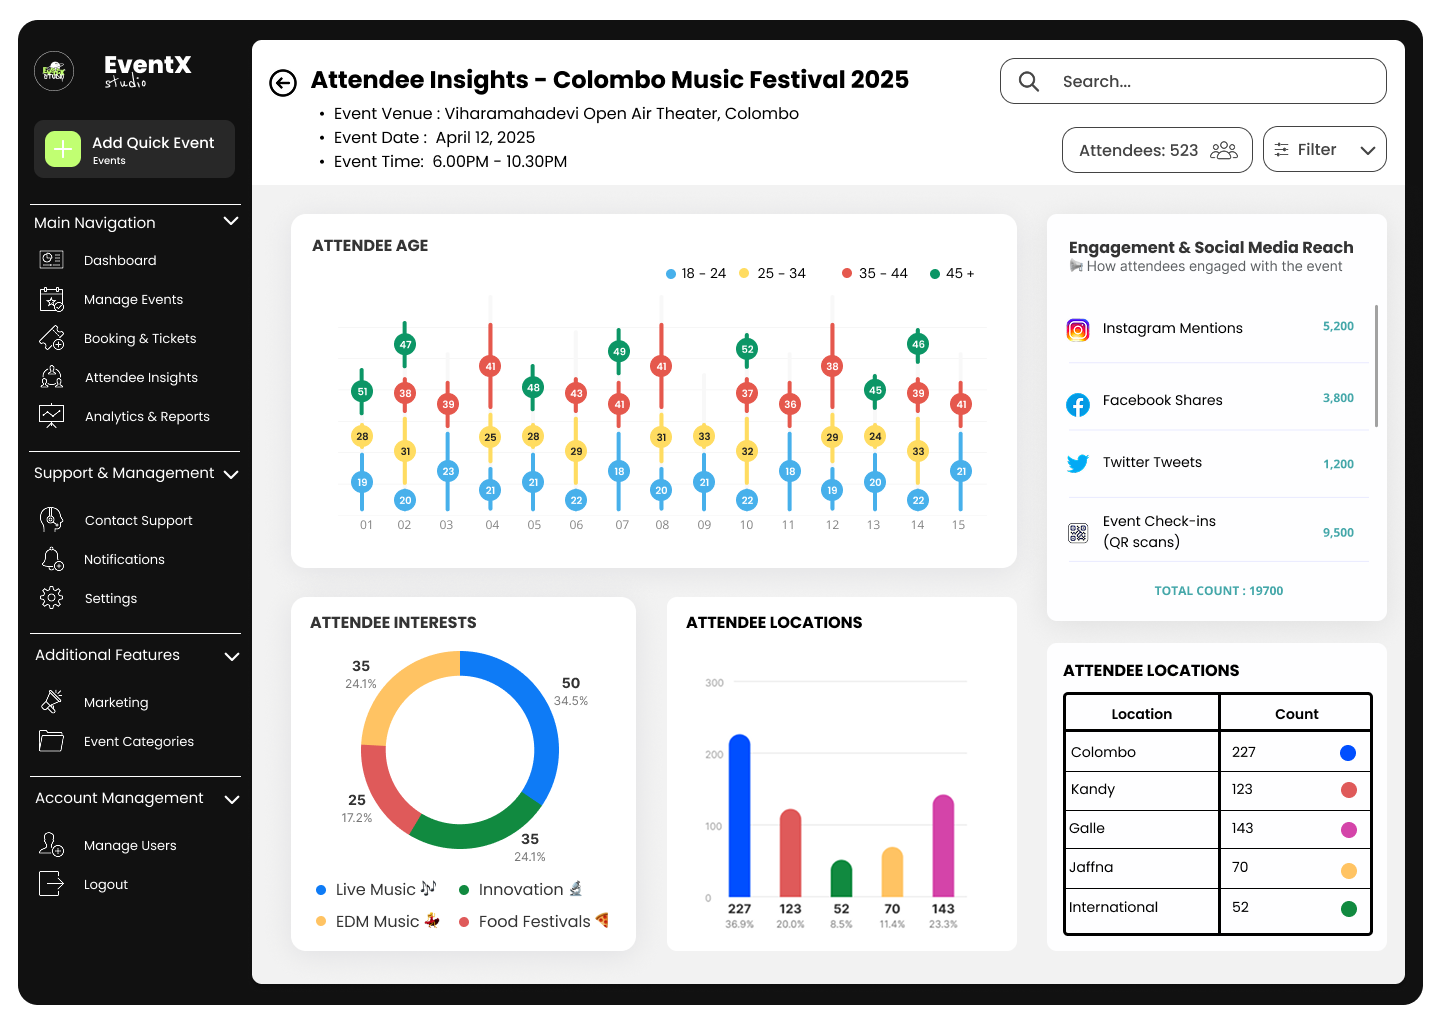 EventX
studio
Add Quick Event
Events
Main Navigation
Dashboard
Manage Events
Booking & Tickets
Attendee Insights
Analytics & Reports
Support & Management
Contact Support
Notifications
Settings
Additional Features
Marketing
Event Categories
Account Management
Manage Users
Logout
Attendee Insights - Colombo Music Festival 2025
• Event Venue : Viharamahadevi Open Air Theater, Colombo
• Event Date : April 12, 2025
• Event Time: 6.00PM - 10.30PM
Search...
Attendees: 523
Filter
ATTENDEE AGE
18 - 24 25 - 34 35 - 44 45 +
47 49 52 46
41 41 38
51 38 48 43 37 45 39
39 41 36 41
28 25 28 31 33 29 24
31 29 32 33
23 18 18 21
19 21 21 20 21 19 20
20 22 22 22
01 02 03 04 05 06 07 08 09 10 11 12 13 14 15
Engagement & Social Media Reach
How attendees engaged with the event
Instagram Mentions 5,200
Facebook Shares 3,800
Twitter Tweets 1,200
Event Check-ins
(QR scans) 9,500
TOTAL COUNT : 19700
ATTENDEE INTERESTS
35
24.1%
50
34.5%
25
17.2%
35
24.1%
Live Music Innovation
EDM Music Food Festivals
ATTENDEE LOCATIONS
300
200
100
0
227 123 52 70 143
36.9% 20.0% 8.5% 11.4% 23.3%
ATTENDEE LOCATIONS
Location Count
Colombo 227
Kandy 123
Galle 143
Jaffna 70
International 52